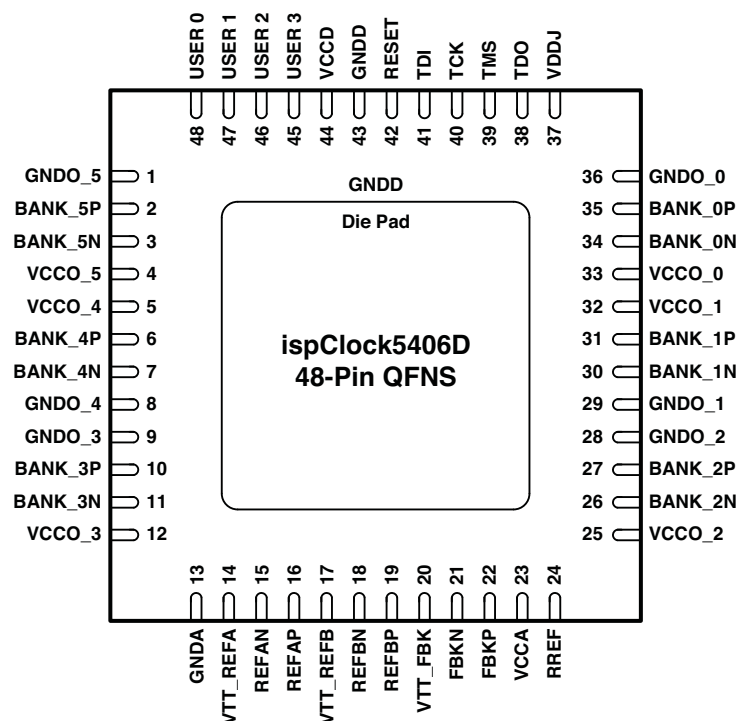 USER 0
USER 1
USER 2
USER 3
VCCD
GNDD
RESET
TDI
TCK
TMS
TDO
VDDJ
48
47
46
45
44
43
42
41
40
39
38
37
GNDO_5 1
BANK_5P 2
BANK_5N 3
VCCO_5 4
VCCO_4 5
BANK_4P 6
BANK_4N 7
GNDO_4 8
GNDO_3 9
BANK_3P 10
BANK_3N 11
VCCO_3 12
GNDD
Die Pad
ispClock5406D
48-Pin QFNS
36 GNDO_0
35 BANK_0P
34 BANK_0N
33 VCCO_0
32 VCCO_1
31 BANK_1P
30 BANK_1N
29 GNDO_1
28 GNDO_2
27 BANK_2P
26 BANK_2N
25 VCCO_2
13
14
15
16
17
18
19
20
21
22
23
24
GNDA
VTT_REFA
REFAN
REFAP
VTT_REFB
REFBN
REFBP
VTT_FBK
FBKN
FBKP
VCCA
RREF